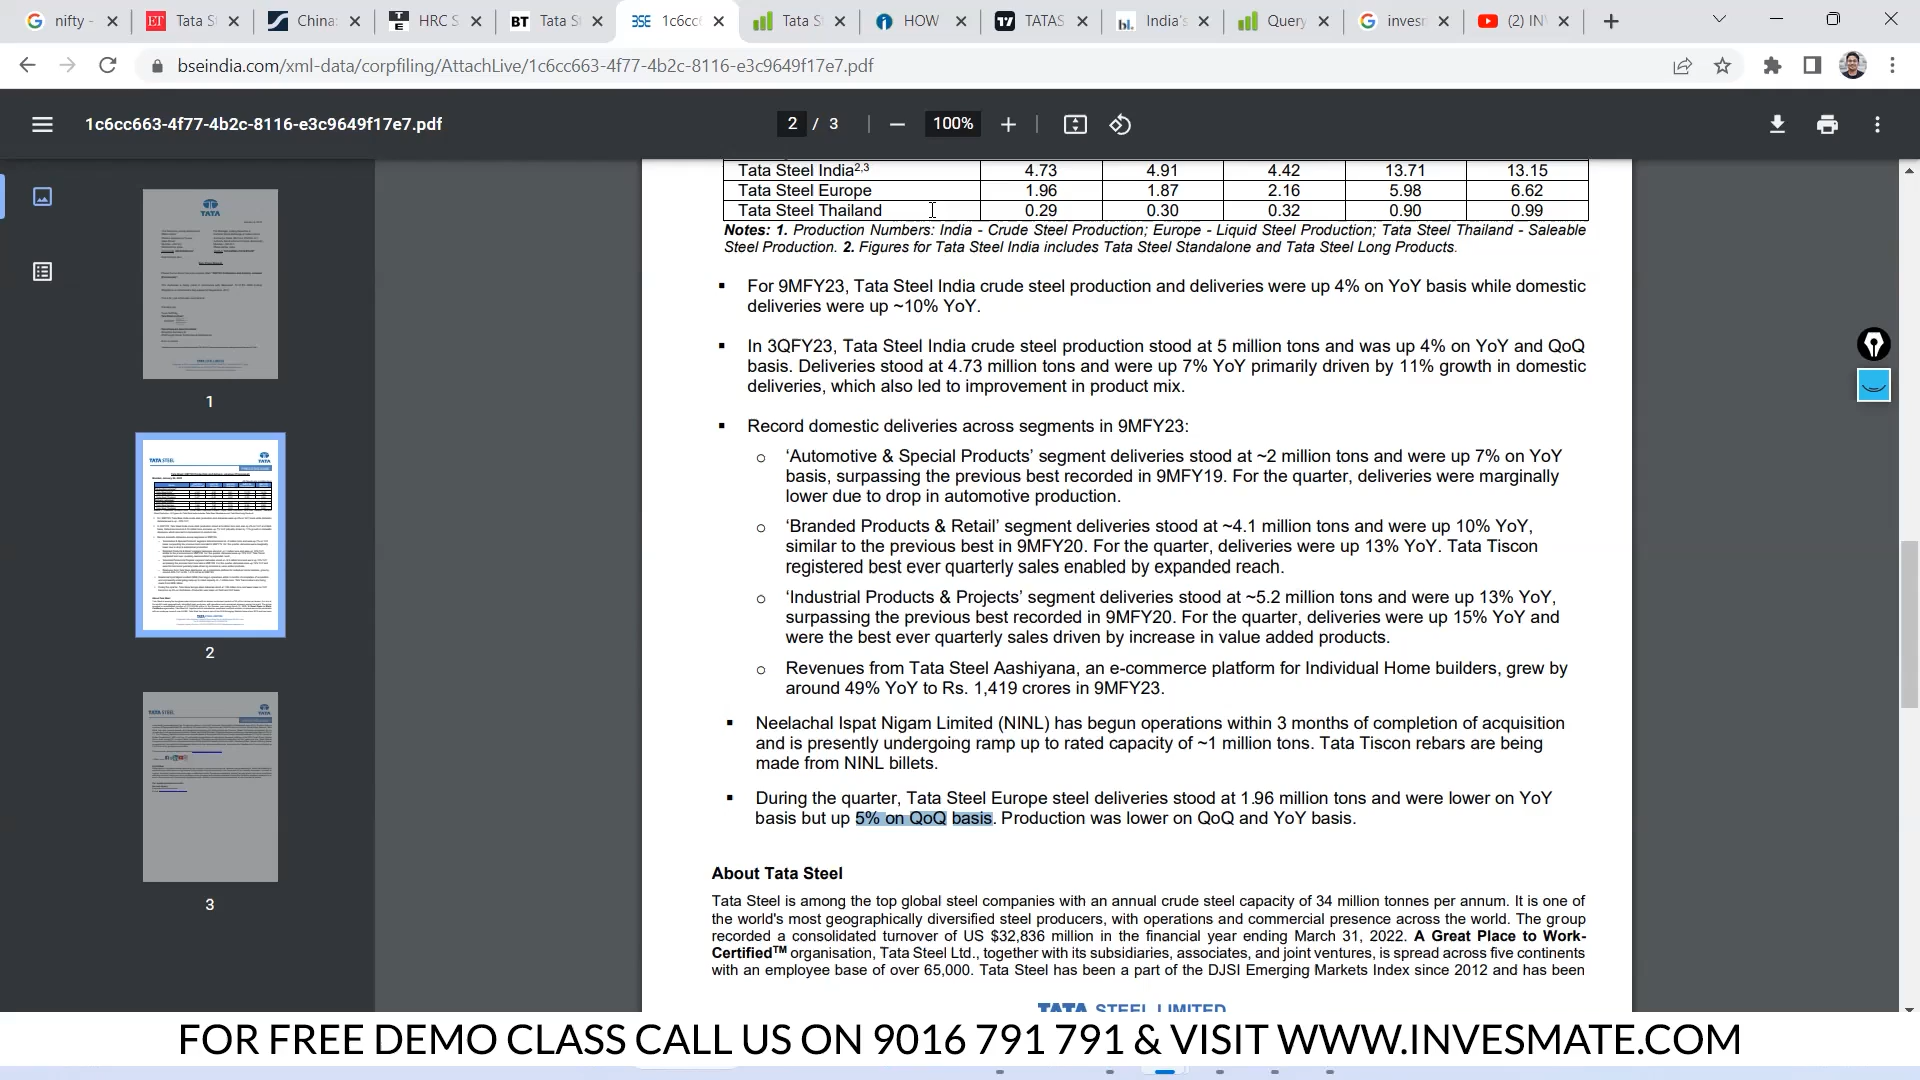 nifty -
ET Tata S
China:
TE HRC S
BT Tata S
BSE 1c6cc
Tata S
HOW
TATAS
bl. India's
Query
invesm
(2) IN
bseindia.com/xml-data/corpfiling/AttachLive/1c6cc663-4f77-4b2c-8116-e3c9649f17e7.pdf
1c6cc663-4f77-4b2c-8116-e3c9649f17e7.pdf
2 / 3
100%
1
2
3
Tata Steel India2,3 4.73 4.91 4.42 13.71 13.15
Tata Steel Europe 1.96 1.87 2.16 5.98 6.62
Tata Steel Thailand 0.29 0.30 0.32 0.90 0.99
Notes: 1. Production Numbers: India - Crude Steel Production; Europe - Liquid Steel Production; Tata Steel Thailand - Saleable
Steel Production. 2. Figures for Tata Steel India includes Tata Steel Standalone and Tata Steel Long Products.
▪ For 9MFY23, Tata Steel India crude steel production and deliveries were up 4% on YoY basis while domestic
deliveries were up ~10% YoY.
▪ In 3QFY23, Tata Steel India crude steel production stood at 5 million tons and was up 4% on YoY and QoQ
basis. Deliveries stood at 4.73 million tons and were up 7% YoY primarily driven by 11% growth in domestic
deliveries, which also led to improvement in product mix.
▪ Record domestic deliveries across segments in 9MFY23:
o ‘Automotive & Special Products’ segment deliveries stood at ~2 million tons and were up 7% on YoY
basis, surpassing the previous best recorded in 9MFY19. For the quarter, deliveries were marginally
lower due to drop in automotive production.
o ‘Branded Products & Retail’ segment deliveries stood at ~4.1 million tons and were up 10% YoY,
similar to the previous best in 9MFY20. For the quarter, deliveries were up 13% YoY. Tata Tiscon
registered best ever quarterly sales enabled by expanded reach.
o ‘Industrial Products & Projects’ segment deliveries stood at ~5.2 million tons and were up 13% YoY,
surpassing the previous best recorded in 9MFY20. For the quarter, deliveries were up 15% YoY and
were the best ever quarterly sales driven by increase in value added products.
o Revenues from Tata Steel Aashiyana, an e-commerce platform for Individual Home builders, grew by
around 49% YoY to Rs. 1,419 crores in 9MFY23.
▪ Neelachal Ispat Nigam Limited (NINL) has begun operations within 3 months of completion of acquisition
and is presently undergoing ramp up to rated capacity of ~1 million tons. Tata Tiscon rebars are being
made from NINL billets.
▪ During the quarter, Tata Steel Europe steel deliveries stood at 1.96 million tons and were lower on YoY
basis but up 5% on QoQ basis. Production was lower on QoQ and YoY basis.
About Tata Steel
Tata Steel is among the top global steel companies with an annual crude steel capacity of 34 million tonnes per annum. It is one of
the world's most geographically diversified steel producers, with operations and commercial presence across the world. The group
recorded a consolidated turnover of US $32,836 million in the financial year ending March 31, 2022. A Great Place to Work-
Certified™ organisation, Tata Steel Ltd., together with its subsidiaries, associates, and joint ventures, is spread across five continents
with an employee base of over 65,000. Tata Steel has been a part of the DJSI Emerging Markets Index since 2012 and has been
TATA STEEL LIMITED
FOR FREE DEMO CLASS CALL US ON 9016 791 791 & VISIT WWW.INVESMATE.COM